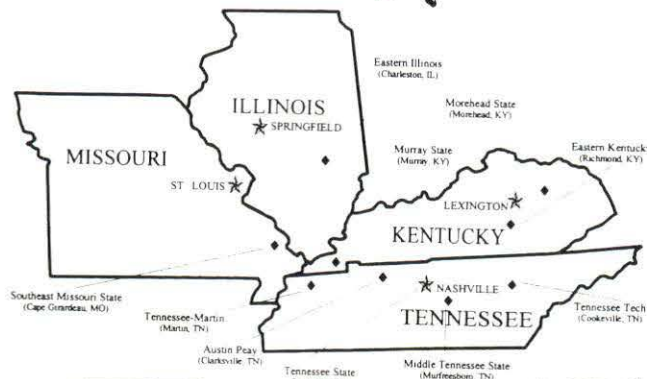 Eastern Illinois
(Charleston, IL)
ILLINOIS
SPRINGFIELD
Morehead State
(Morehead, KY)
Murray State
(Murray, KY)
Eastern Kentucky
(Richmond, KY)
MISSOURI
ST LOUIS
LEXINGTON
KENTUCKY
Southeast Missouri State
(Cape Girardeau, MO)
Tennessee-Martin
(Martin, TN)
NASHVILLE
TENNESSEE
Tennessee Tech
(Cookeville, TN)
Austin Peay
(Clarksville, TN)
Tennessee State
Middle Tennessee State
(Murfreesboro, TN)